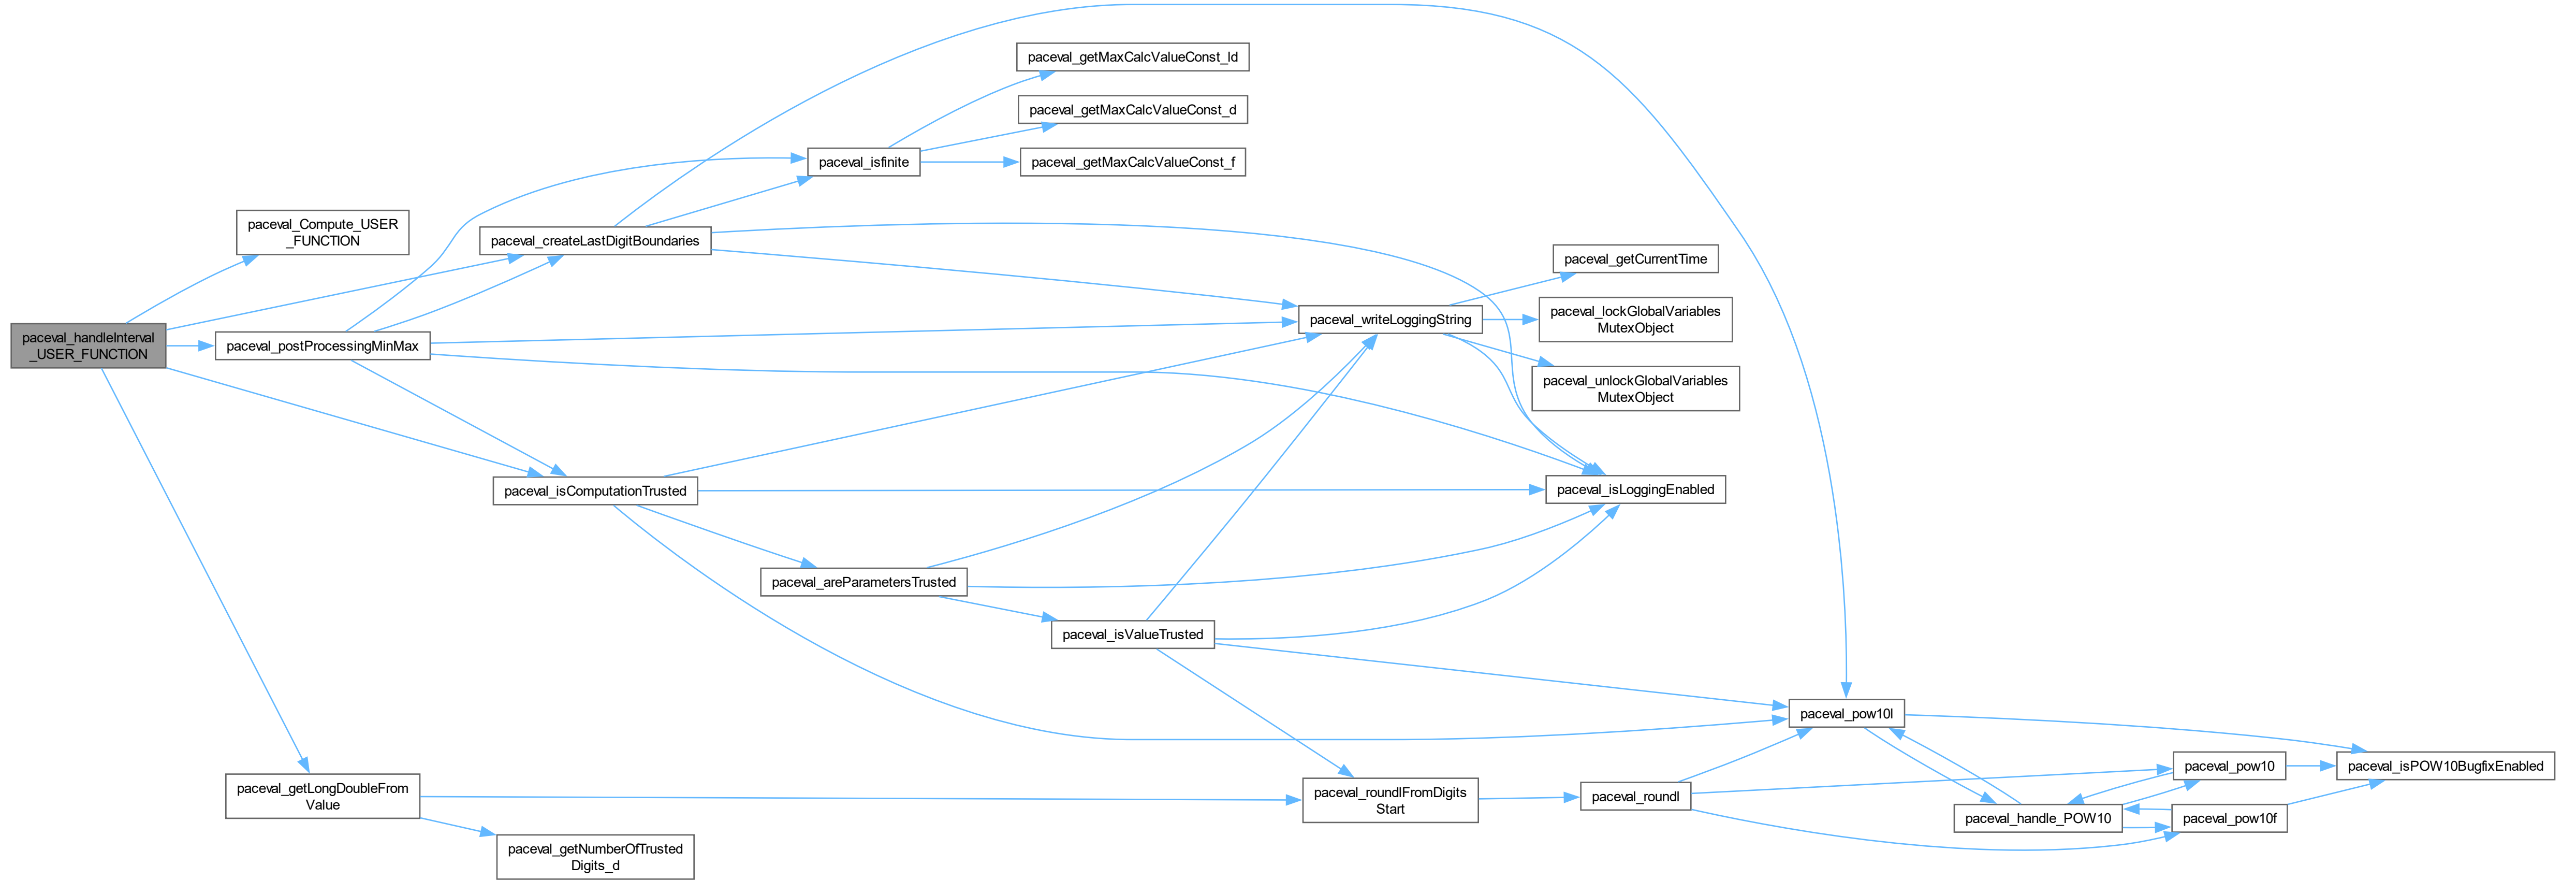 paceval_getMaxCalcValueConst_ld
paceval_getMaxCalcValueConst_d
paceval_isfinite
paceval_getMaxCalcValueConst_f
paceval_Compute_USER
_FUNCTION
paceval_createLastDigitBoundaries
paceval_getCurrentTime
paceval_writeLoggingString
paceval_lockGlobalVariables
MutexObject
paceval_handleInterval
_USER_FUNCTION
paceval_postProcessingMinMax
paceval_unlockGlobalVariables
MutexObject
paceval_isComputationTrusted
paceval_isLoggingEnabled
paceval_areParametersTrusted
paceval_isValueTrusted
paceval_pow10l
paceval_pow10
paceval_isPOW10BugfixEnabled
paceval_getLongDoubleFrom
Value
paceval_roundlFromDigits
Start
paceval_roundl
paceval_handle_POW10
paceval_pow10f
paceval_getNumberOfTrusted
Digits_d